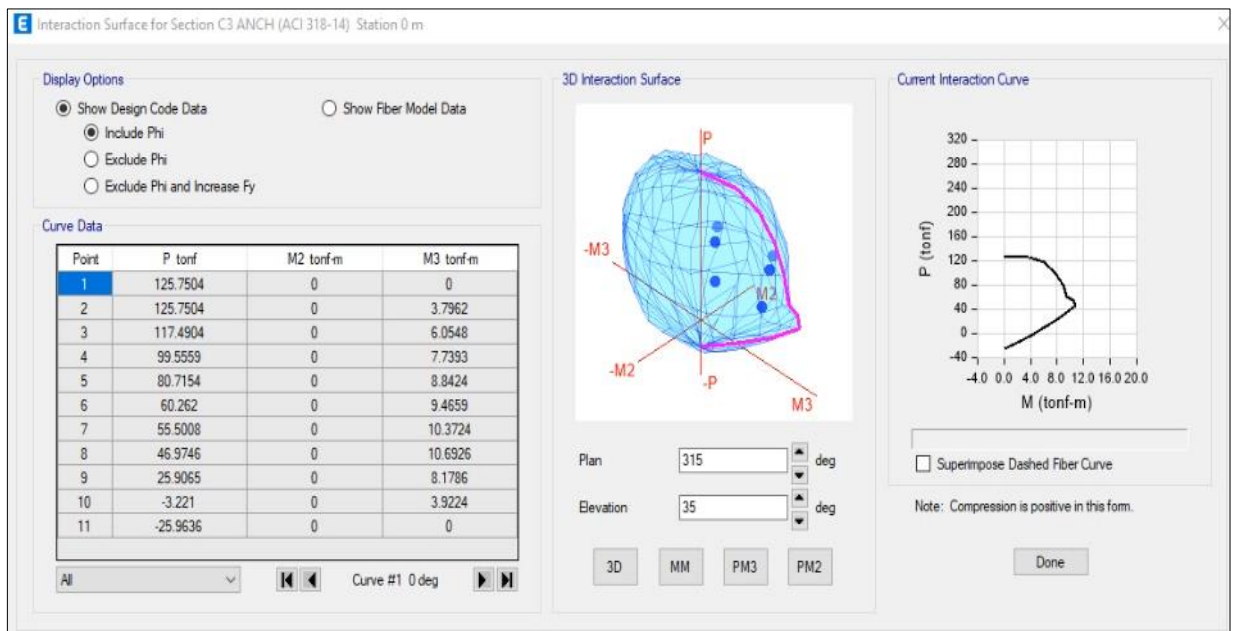 E Interaction Surface for Section C3 ANCH (ACI 318-14) Station 0 m
X
Display Options
Show Design Code Data
Show Fiber Model Data
Include Phi
Exclude Phi
Exclude Phi and Increase Fy
Curve Data
Point P tonf M2 tonf-m M3 tonf-m
1 125.7504 0 0
2 125.7504 0 3.7962
3 117.4904 0 6.0548
4 99.5559 0 7.7393
5 80.7154 0 8.8424
6 60.262 0 9.4659
7 55.5008 0 10.3724
8 46.9746 0 10.6926
9 25.9065 0 8.1786
10 -3.221 0 3.9224
11 -25.9636 0 0
All
Curve #1 0 deg
3D Interaction Surface
P
-M3
M2
-M2
-P
M3
Plan 315 deg
Elevation 35 deg
3D MM PM3 PM2
Current Interaction Curve
320
280
240
200
160
120
80
40
0
-40
P (tonf)
-4.0 0.0 4.0 8.0 12.0 16.0 20.0
M (tonf-m)
Superimpose Dashed Fiber Curve
Note: Compression is positive in this form.
Done